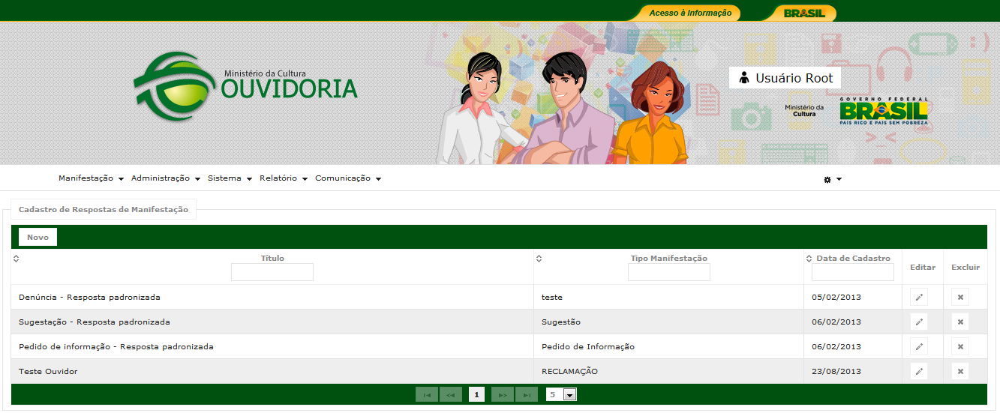 Acesso à Informação
BRASIL
Ministério da Cultura
OUVIDORIA
Usuário Root
Ministério da
Cultura
GOVERNO FEDERAL
BRASIL
PAÍS RICO É PAÍS SEM POBREZA
Manifestação Administração Sistema Relatório Comunicação
Cadastro de Respostas de Manifestação
Novo
Título Tipo Manifestação Data de Cadastro Editar Excluir
Denúncia - Resposta padronizada teste 05/02/2013
Sugestação - Resposta padronizada Sugestão 06/02/2013
Pedido de informação - Resposta padronizada Pedido de Informação 06/02/2013
Teste Ouvidor RECLAMAÇÃO 23/08/2013
1 5